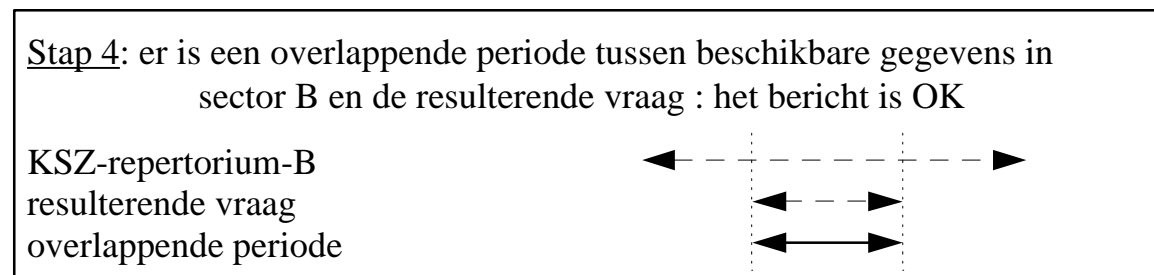 Stap 4: er is een overlappende periode tussen beschikbare gegevens in
sector B en de resulterende vraag : het bericht is OK
KSZ-repertorium-B
resulterende vraag
overlappende periode